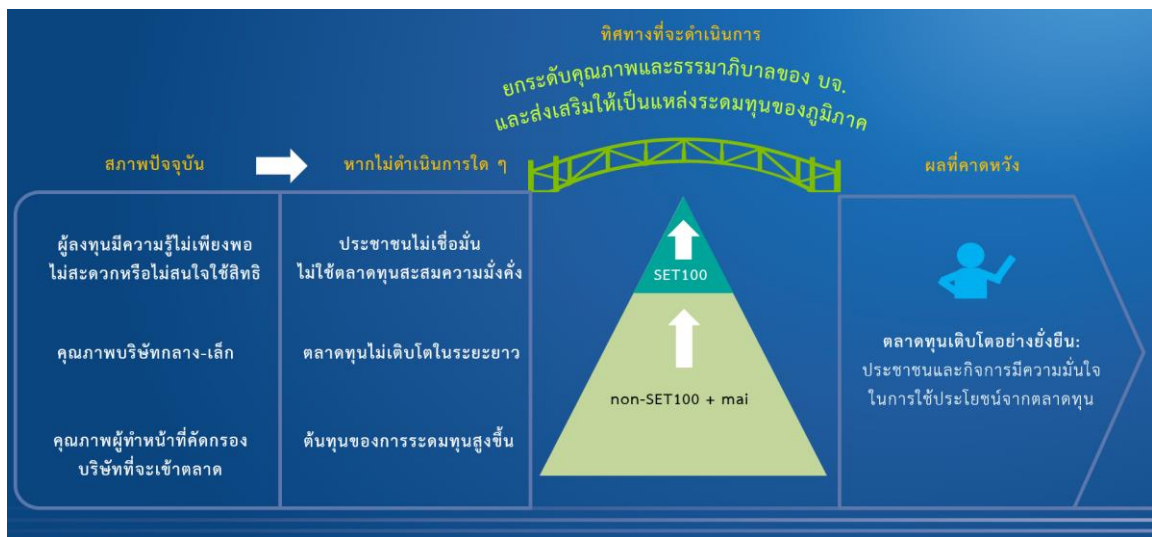 ทิศทางที่จะดำเนินการ
ยกระดับคุณภาพและธรรมาภิบาลของ บจ.
และส่งเสริมให้เป็นแหล่งระดมทุนของภูมิภาค
สภาพปัจจุบัน
หากไม่ดำเนินการใด ๆ
ผลที่คาดหวัง
ผู้ลงทุนมีความรู้ไม่เพียงพอ
ไม่สะดวกหรือไม่สนใจใช้สิทธิ
คุณภาพบริษัทกลาง-เล็ก
คุณภาพผู้ทำหน้าที่คัดกรอง
บริษัทที่จะเข้าตลาด
ประชาชนไม่เชื่อมั่น
ไม่ใช้ตลาดทุนสะสมความมั่งคั่ง
ตลาดทุนไม่เติบโตในระยะยาว
ต้นทุนของการระดมทุนสูงขึ้น
SET100
non-SET100 + mai
ตลาดทุนเติบโตอย่างยั่งยืน:
ประชาชนและกิจการมีความมั่นใจ
ในการใช้ประโยชน์จากตลาดทุน